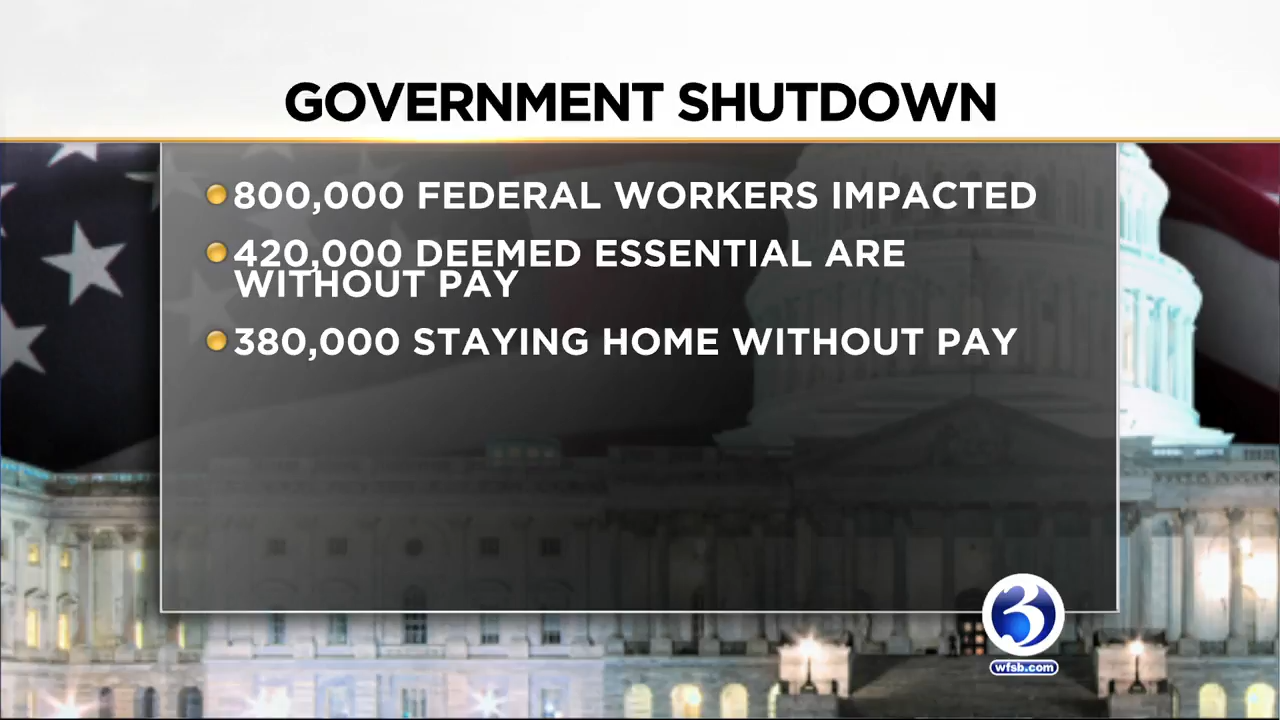 GOVERNMENT SHUTDOWN
800,000 FEDERAL WORKERS IMPACTED
420,000 DEEMED ESSENTIAL ARE
WITHOUT PAY
380,000 STAYING HOME WITHOUT PAY
3
wfsb.com